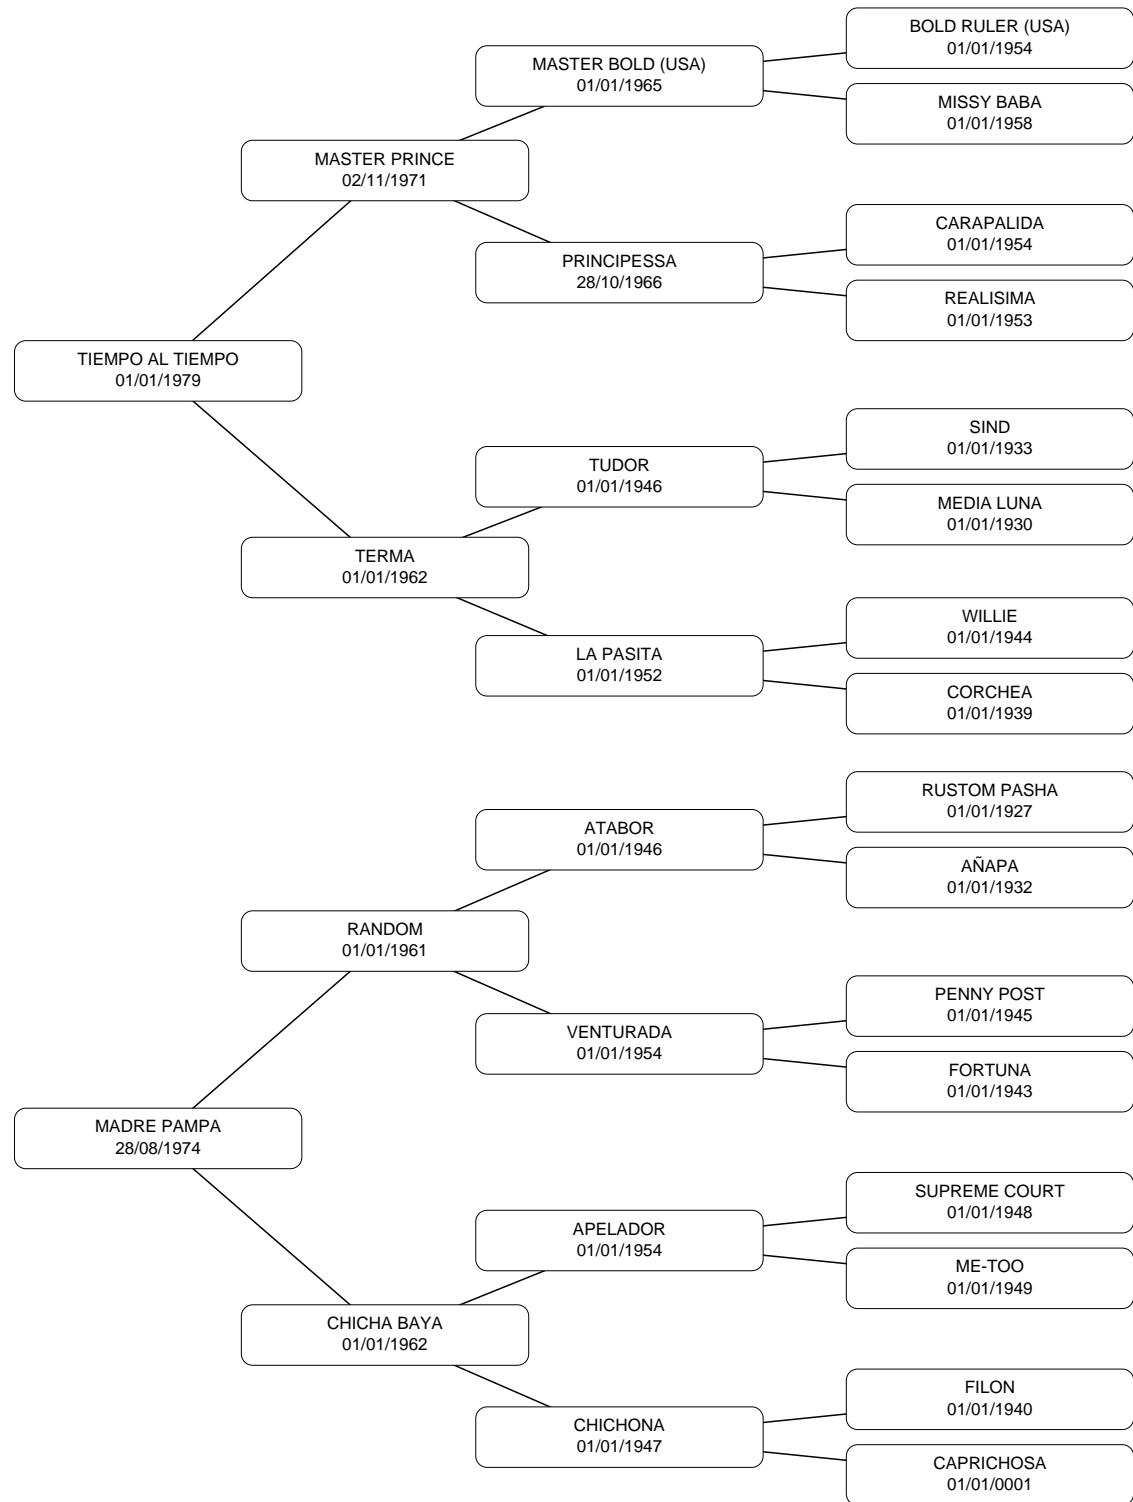 BOLD RULER (USA)
01/01/1954
MASTER BOLD (USA)
01/01/1965
MISSY BABA
01/01/1958
MASTER PRINCE
02/11/1971
CARAPALIDA
01/01/1954
PRINCIPESSA
28/10/1966
REALISIMA
01/01/1953
TIEMPO AL TIEMPO
01/01/1979
SIND
01/01/1933
TUDOR
01/01/1946
MEDIA LUNA
01/01/1930
TERMA
01/01/1962
WILLIE
01/01/1944
LA PASITA
01/01/1952
CORCHEA
01/01/1939
RUSTOM PASHA
01/01/1927
ATABOR
01/01/1946
AÑAPA
01/01/1932
RANDOM
01/01/1961
PENNY POST
01/01/1945
VENTURADA
01/01/1954
FORTUNA
01/01/1943
MADRE PAMPA
28/08/1974
SUPREME COURT
01/01/1948
APELADOR
01/01/1954
ME-TOO
01/01/1949
CHICHA BAYA
01/01/1962
FILON
01/01/1940
CHICHONA
01/01/1947
CAPRICHOSA
01/01/0001